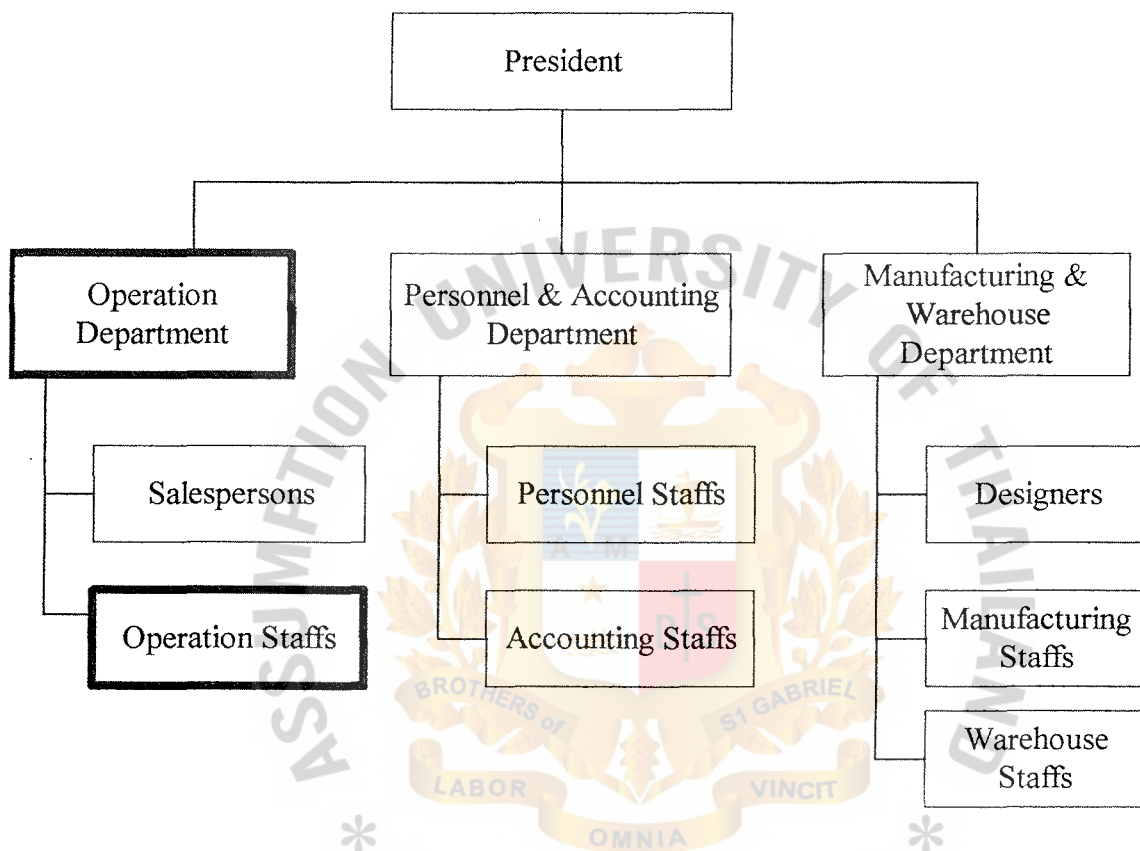 President
Operation
Department
Personnel & Accounting
Department
Manufacturing &
Warehouse
Department
Salespersons
Personnel Staffs
Designers
Operation Staffs
Accounting Staffs
Manufacturing
Staffs
Warehouse
Staffs
ASSUMPTION UNIVERSITY OF THAILAND
A M
D S
BROTHERS of
S1 GABRIEL
LABOR
VINCIT
OMNIA
* *